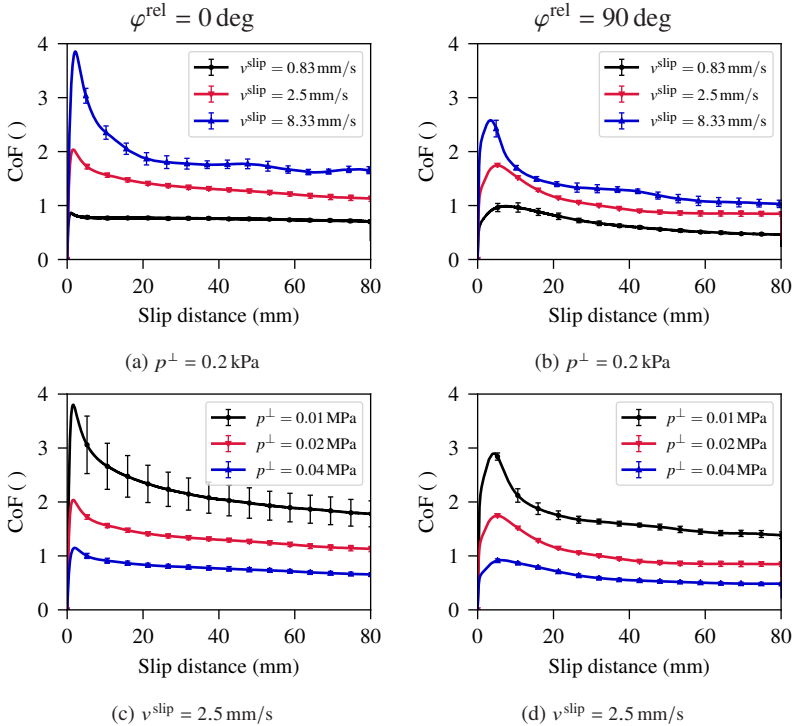 φ^rel = 0 deg
φ^rel = 90 deg
CoF ( )
4
3
2
1
0
v^slip = 0.83 mm/s
v^slip = 2.5 mm/s
v^slip = 8.33 mm/s
0 20 40 60 80
Slip distance (mm)
(a) p^⊥ = 0.2 kPa
CoF ( )
4
3
2
1
0
v^slip = 0.83 mm/s
v^slip = 2.5 mm/s
v^slip = 8.33 mm/s
0 20 40 60 80
Slip distance (mm)
(b) p^⊥ = 0.2 kPa
CoF ( )
4
3
2
1
0
p^⊥ = 0.01 MPa
p^⊥ = 0.02 MPa
p^⊥ = 0.04 MPa
0 20 40 60 80
Slip distance (mm)
(c) v^slip = 2.5 mm/s
CoF ( )
4
3
2
1
0
p^⊥ = 0.01 MPa
p^⊥ = 0.02 MPa
p^⊥ = 0.04 MPa
0 20 40 60 80
Slip distance (mm)
(d) v^slip = 2.5 mm/s